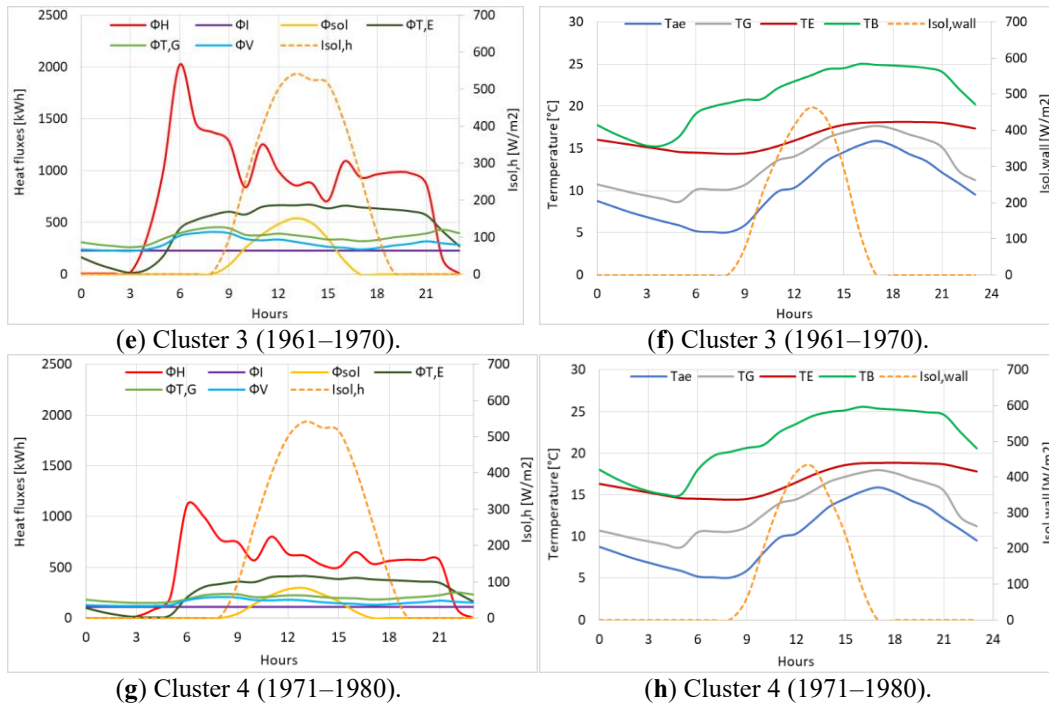 ΦH ΦI Φsol ΦT,E
ΦT,G ΦV Isol,h
Heat fluxes [kWh]
2500
2000
1500
1000
500
0
700
600
500
400
300
200
100
0
Isol,h [W/m2]
0 3 6 9 12 15 18 21
Hours
(e) Cluster 3 (1961–1970).
Tae TG TE TB
Termperature [°C]
30
25
20
15
10
5
0
700
600
500
400
300
200
100
0
Isol,wall [W/m2]
Isol,wall
0 3 6 9 12 15 18 21 24
Hours
(f) Cluster 3 (1961–1970).
ΦH ΦI Φsol ΦT,E
ΦT,G ΦV Isol,h
Heat fluxes [kWh]
2500
2000
1500
1000
500
0
700
600
500
400
300
200
100
0
Isol,h [W/m2]
0 3 6 9 12 15 18 21
Hours
(g) Cluster 4 (1971–1980).
Tae TG TE TB Isol,wall
Termperature [°C]
30
25
20
15
10
5
0
700
600
500
400
300
200
100
0
Isol,wall [W/m2]
0 3 6 9 12 15 18 21 24
Hours
(h) Cluster 4 (1971–1980).